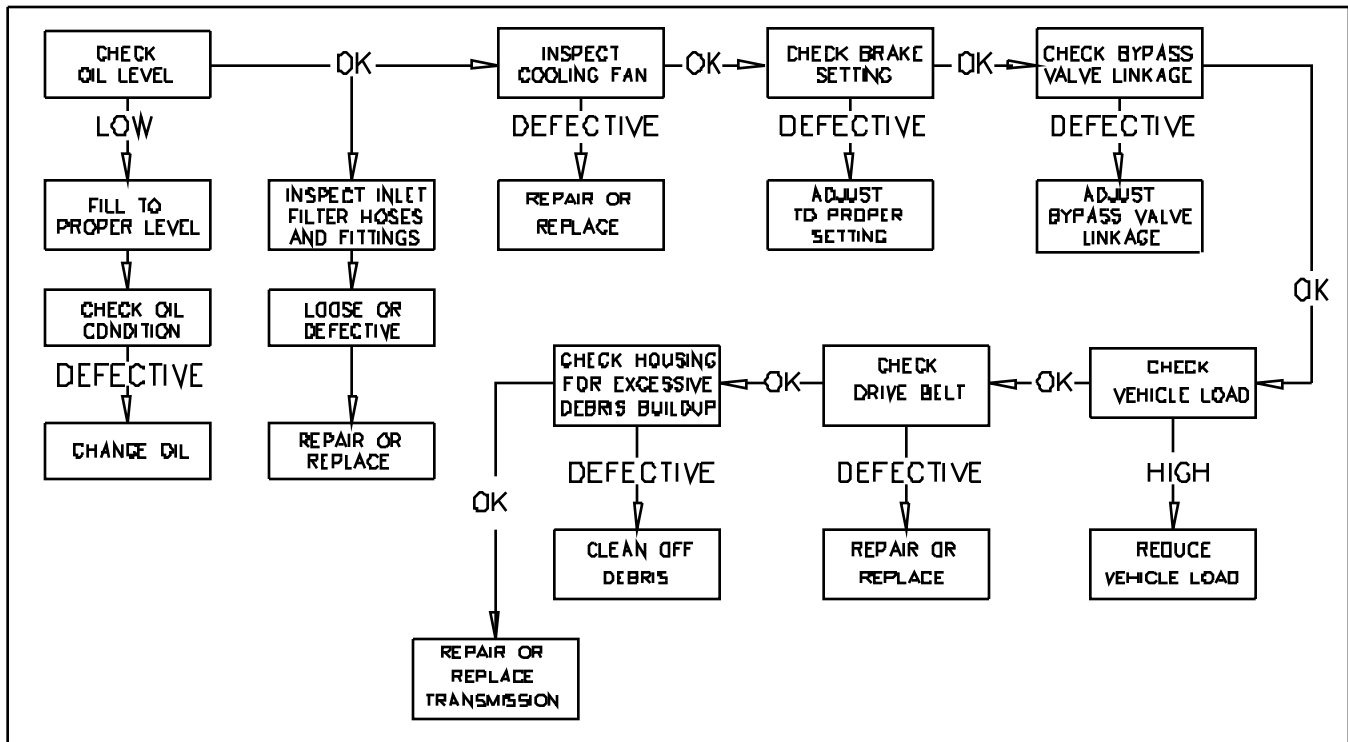 CHECK
OIL LEVEL
OK
INSPECT
COOLING FAN
OK
CHECK BRAKE
SETTING
OK
CHECK BYPASS
VALVE LINKAGE
LOW
DEFECTIVE
DEFECTIVE
DEFECTIVE
FILL TO
PROPER LEVEL
INSPECT INLET
FILTER HOSES
AND FITTINGS
REPAIR OR
REPLACE
ADJUST
TO PROPER
SETTING
ADJUST
BYPASS VALVE
LINKAGE
OK
CHECK OIL
CONDITION
LOOSE OR
DEFECTIVE
DEFECTIVE
CHANGE OIL
REPAIR OR
REPLACE
CHECK HOUSING
FOR EXCESSIVE
DEBRIS BUILDUP
OK
CHECK
DRIVE BELT
OK
CHECK
VEHICLE LOAD
OK
DEFECTIVE
DEFECTIVE
HIGH
CLEAN OFF
DEBRIS
REPAIR OR
REPLACE
REDUCE
VEHICLE LOAD
REPAIR OR
REPLACE
TRANSMISSION